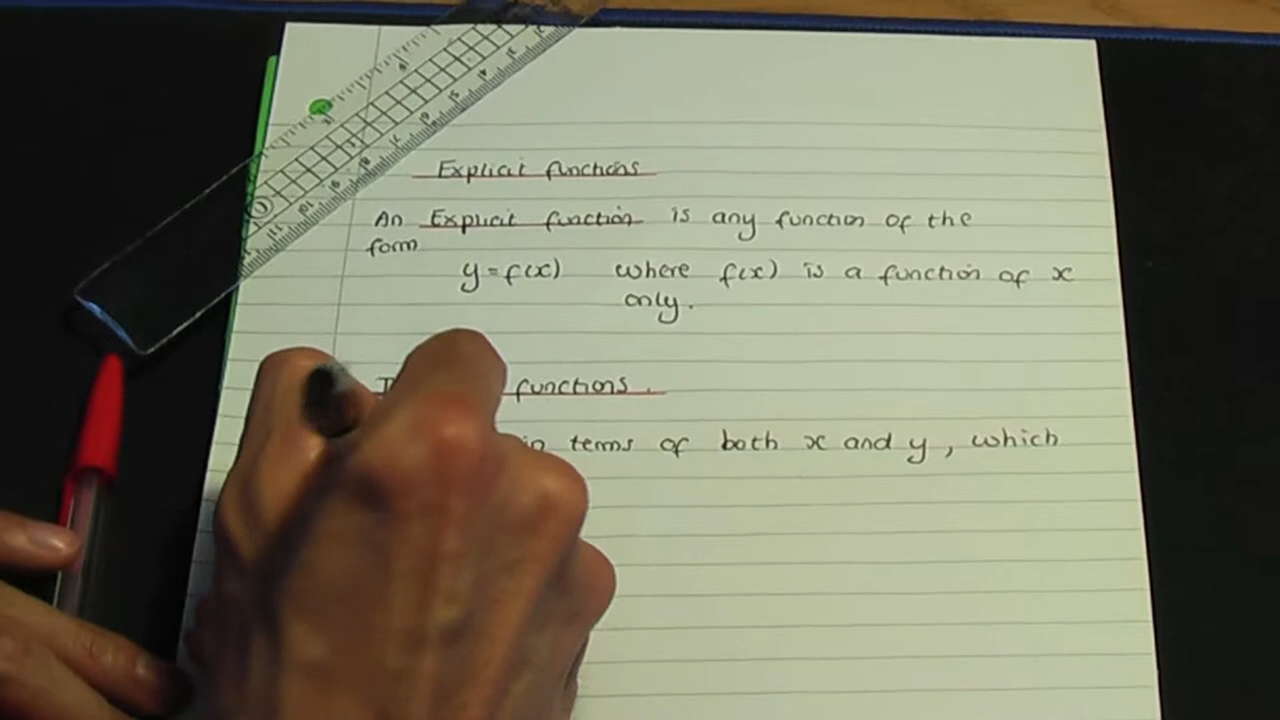 Explicit functions
An Explicit function is any function of the
form
y = f(x) where f(x) is a function of x
only.
functions.
in terms of both x and y, which